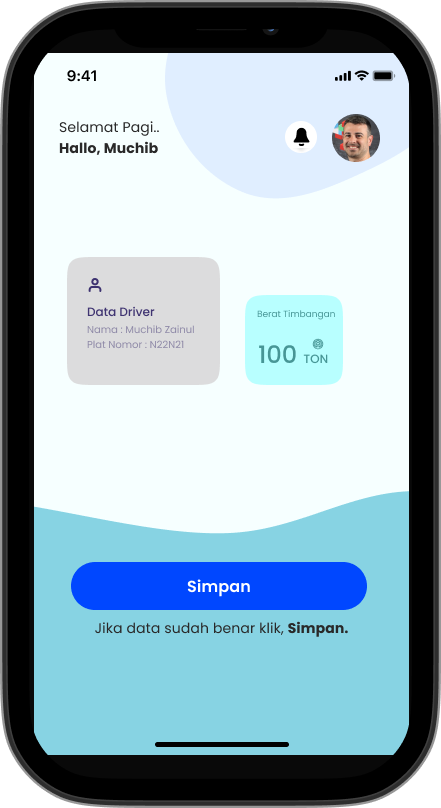 9:41
Selamat Pagi..
Hallo, Muchib
Data Driver
Nama : Muchib Zainul
Plat Nomor : N22N21
Berat Timbangan
100 TON
Simpan
Jika data sudah benar klik, Simpan.